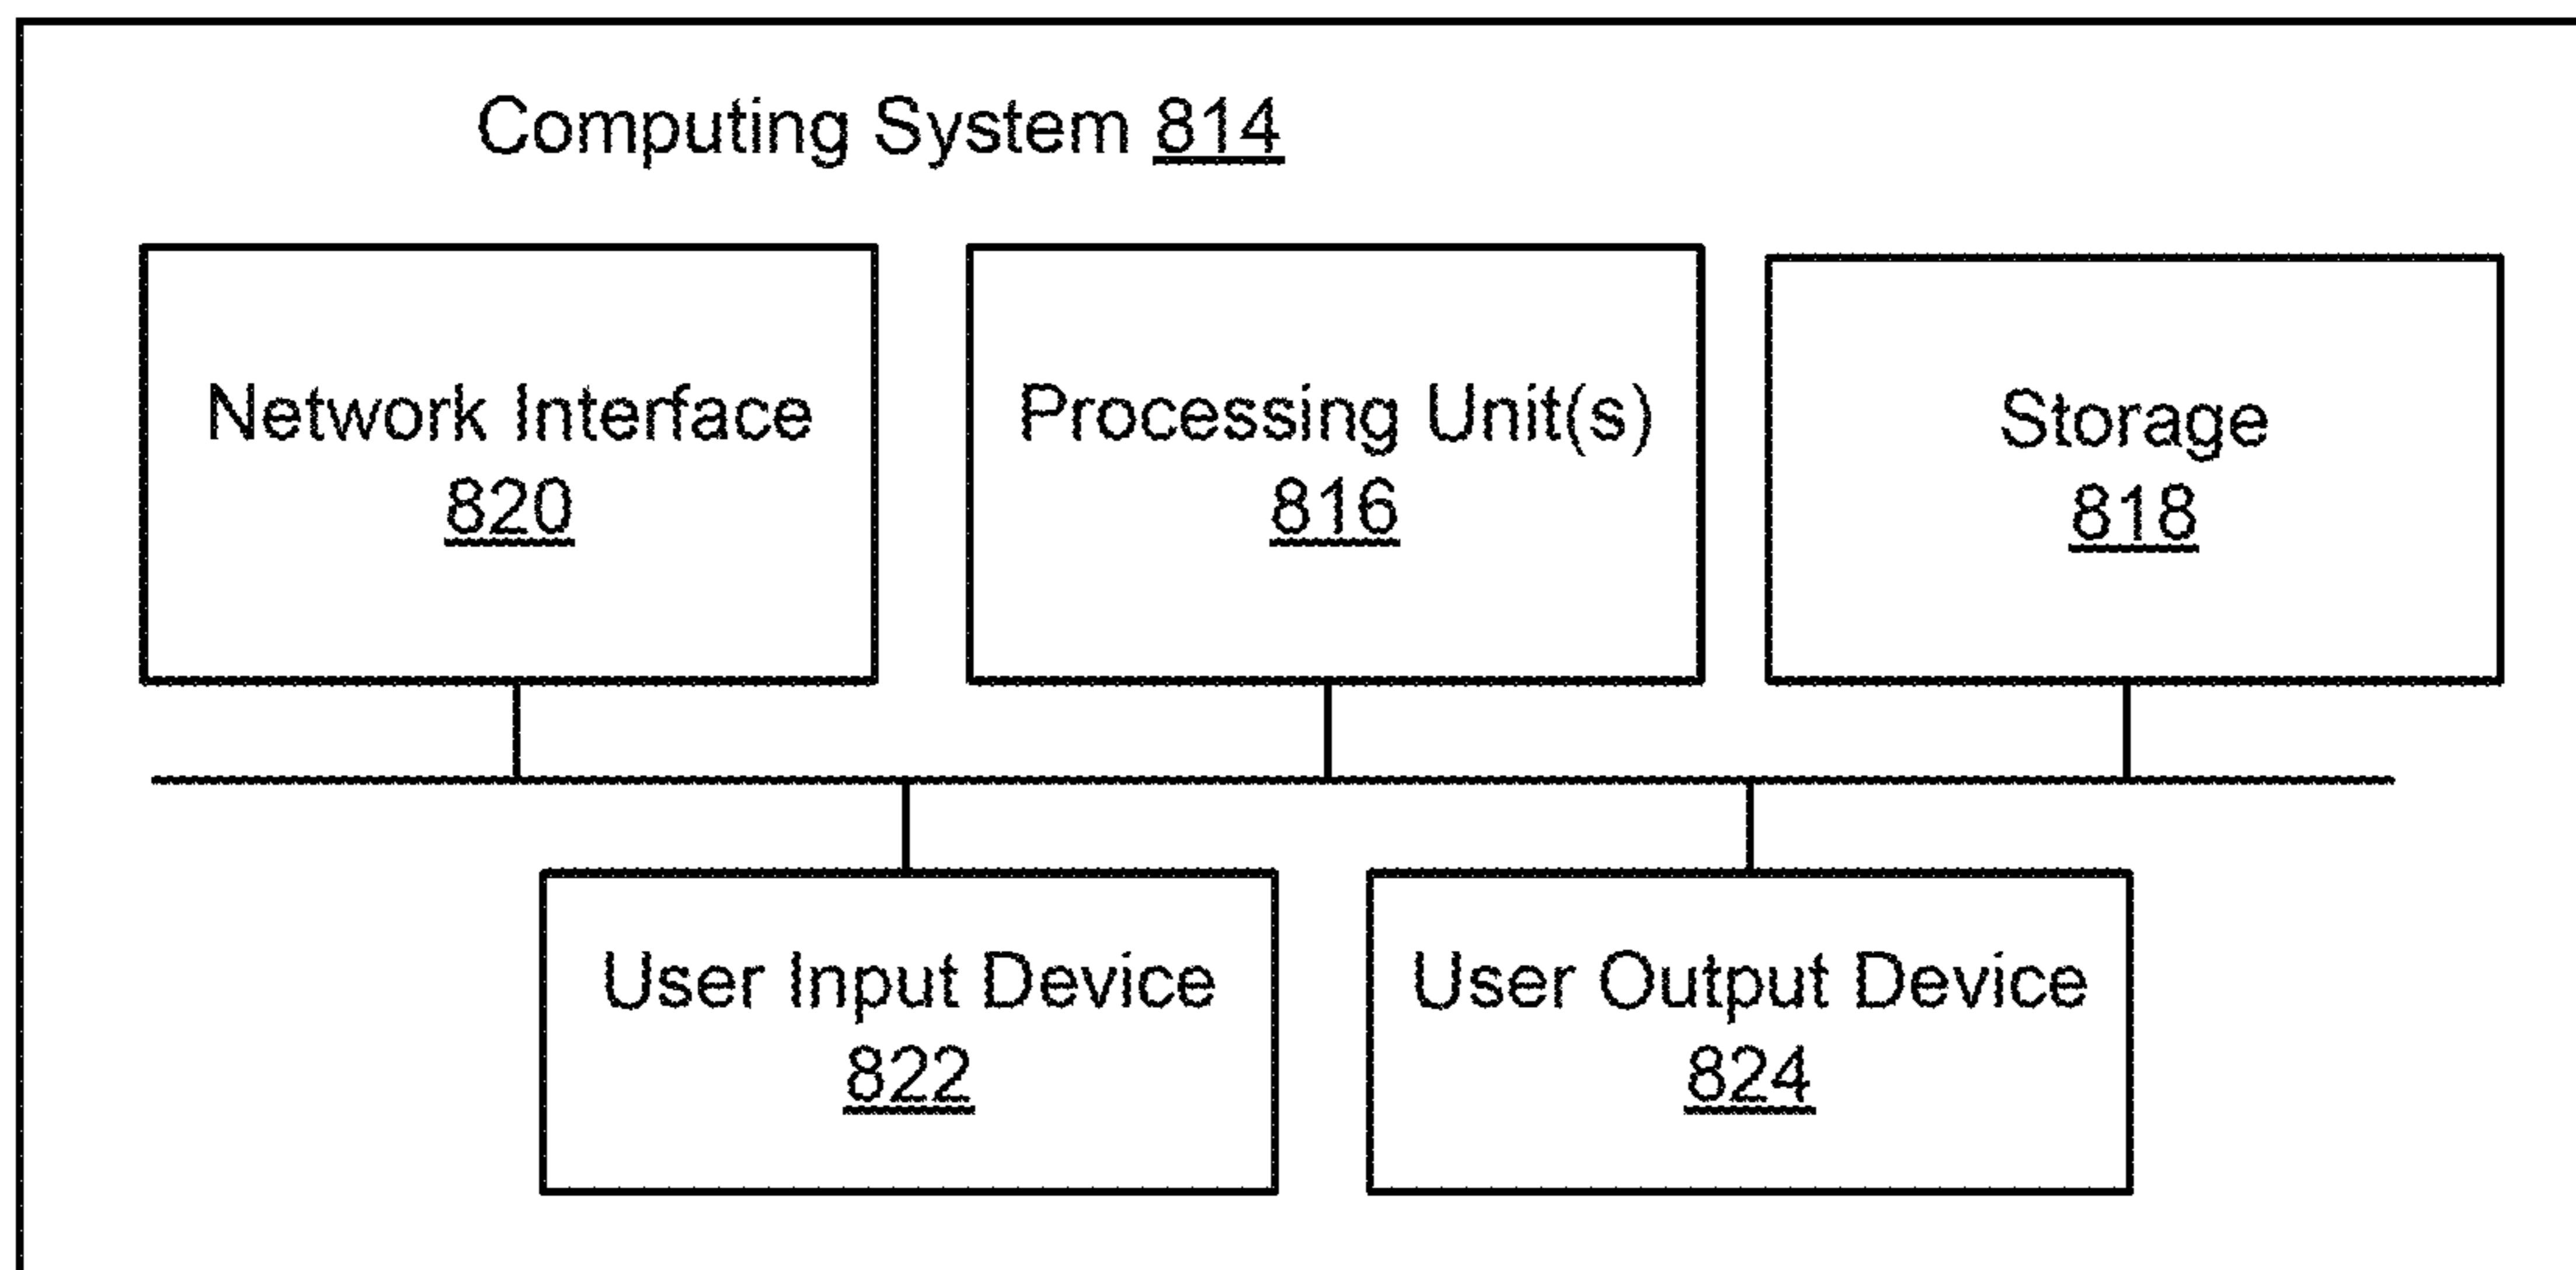 Computing System 814
Network Interface
820
Processing Unit(s)
816
Storage
818
User Input Device
822
User Output Device
824